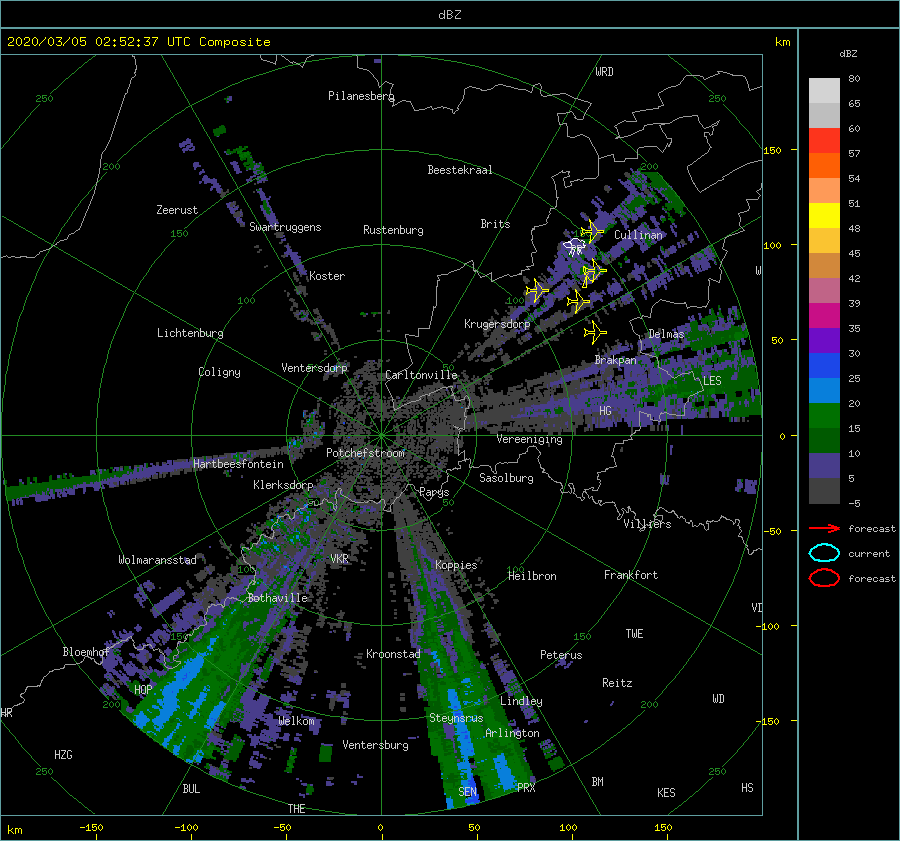 dBZ
2020/03/05 02:52:37 UTC Composite
km
dBZ
WRD
250
250
Pilanesberg
80
65
60
57
54
51
48
45
42
39
35
30
25
20
15
10
5
-5
150
200
200
Beestekraal
Zeerust
150
Swartruggens
Rustenburg
Brits
Cullinan
100
W
Koster
100
100
Krugersdorp
Lichtenburg
Delmas
50
Brakpan
Coligny
Ventersdorp
Carltonville
50
LES
HG
Vereeniging
0
Potchefstroom
Hartbeesfontein
Klerksdorp
Parys
Sasolburg
50
50
Villiers
-50
forecast
current
forecast
Wolmaransstad
VKR
Koppies
100
100
Heilbron
Frankfort
Bothaville
VD
-100
150
150
TWE
Bloemhof
Kroonstad
Peterus
HOP
Reitz
Lindley
WD
200
200
HR
Welkom
Steynsrus
-150
Arlington
Ventersburg
HZG
250
250
BUL
SEN
PRX
BM
KES
HS
THE
km
-150
-100
-50
0
50
100
150